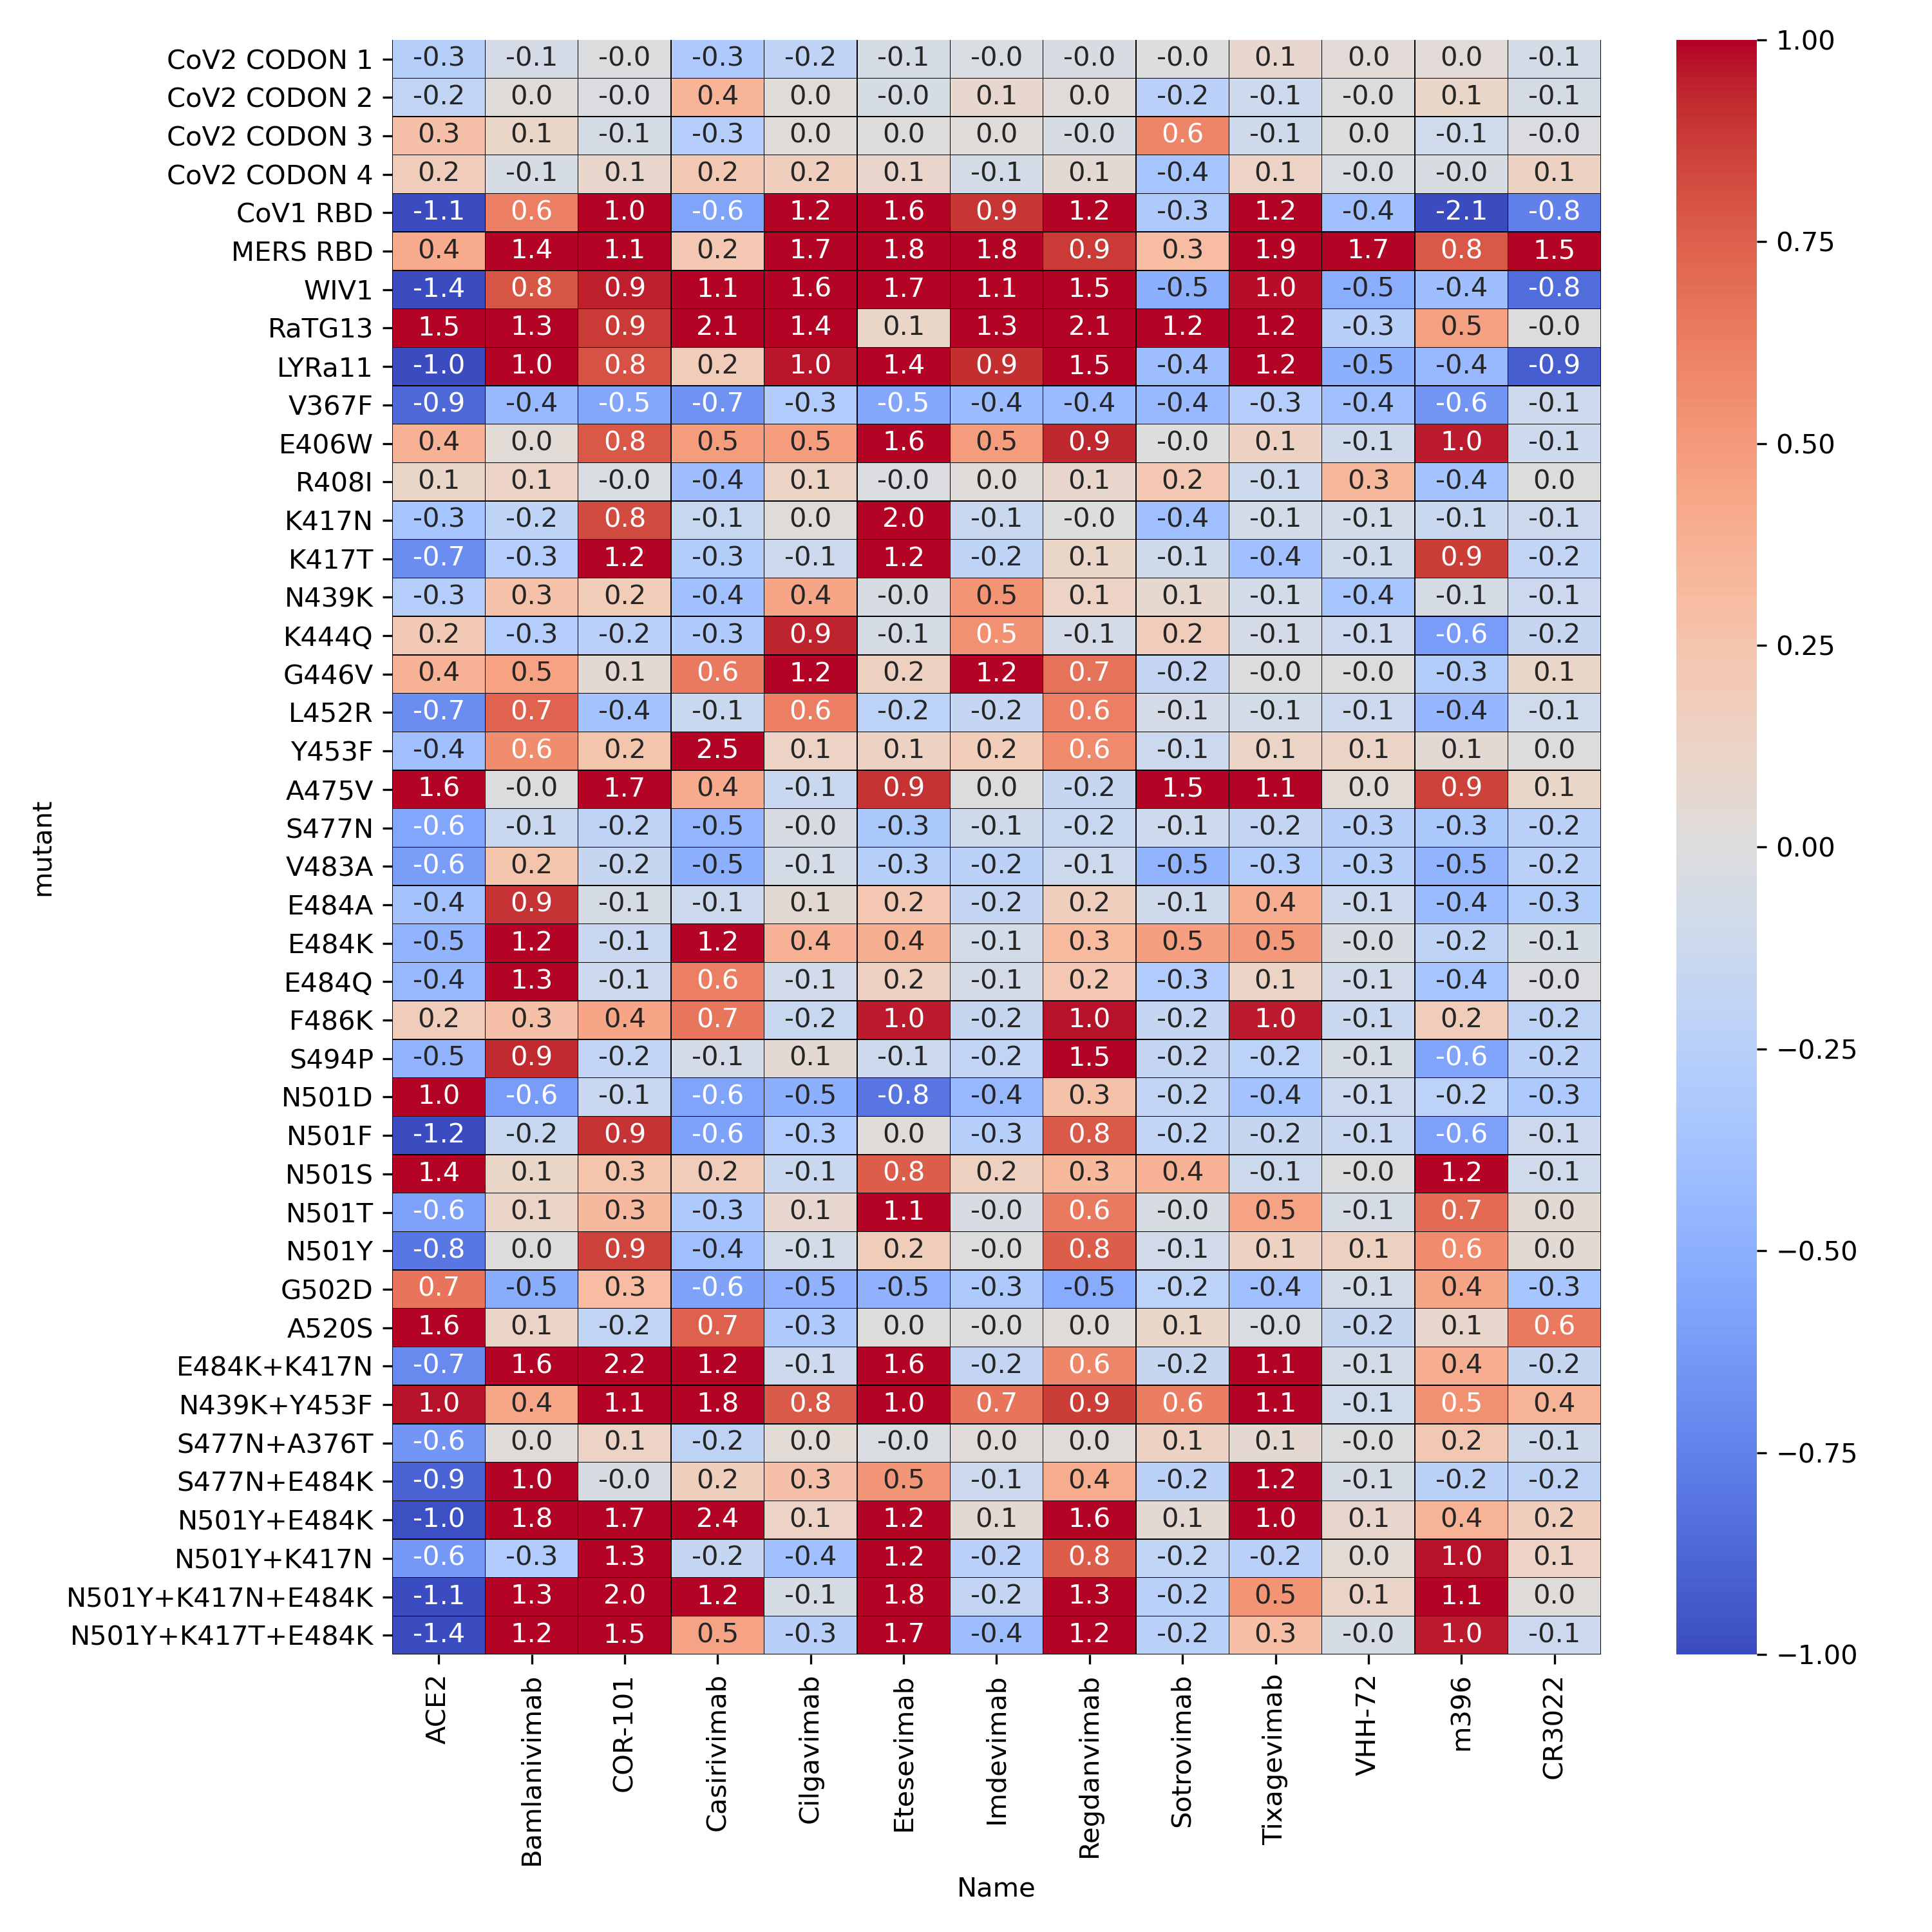 CoV2 CODON 1 -0.3 -0.1 -0.0 -0.3 -0.2 -0.1 -0.0 -0.0 -0.0 0.1 0.0 0.0 -0.1
CoV2 CODON 2 -0.2 0.0 -0.0 0.4 0.0 -0.0 0.1 0.0 -0.2 -0.1 -0.0 0.1 -0.1
CoV2 CODON 3 0.3 0.1 -0.1 -0.3 0.0 0.0 0.0 -0.0 0.6 -0.1 0.0 -0.1 -0.0
CoV2 CODON 4 0.2 -0.1 0.1 0.2 0.2 0.1 -0.1 0.1 -0.4 0.1 -0.0 -0.0 0.1
CoV1 RBD -1.1 0.6 1.0 -0.6 1.2 1.6 0.9 1.2 -0.3 1.2 -0.4 -2.1 -0.8
MERS RBD 0.4 1.4 1.1 0.2 1.7 1.8 1.8 0.9 0.3 1.9 1.7 0.8 1.5
WIV1 -1.4 0.8 0.9 1.1 1.6 1.7 1.1 1.5 -0.5 1.0 -0.5 -0.4 -0.8
RaTG13 1.5 1.3 0.9 2.1 1.4 0.1 1.3 2.1 1.2 1.2 -0.3 0.5 -0.0
LYRa11 -1.0 1.0 0.8 0.2 1.0 1.4 0.9 1.5 -0.4 1.2 -0.5 -0.4 -0.9
V367F -0.9 -0.4 -0.5 -0.7 -0.3 -0.5 -0.4 -0.4 -0.4 -0.3 -0.4 -0.6 -0.1
E406W 0.4 0.0 0.8 0.5 0.5 1.6 0.5 0.9 -0.0 0.1 -0.1 1.0 -0.1
R408I 0.1 0.1 -0.0 -0.4 0.1 -0.0 0.0 0.1 0.2 -0.1 0.3 -0.4 0.0
K417N -0.3 -0.2 0.8 -0.1 0.0 2.0 -0.1 -0.0 -0.4 -0.1 -0.1 -0.1 -0.1
K417T -0.7 -0.3 1.2 -0.3 -0.1 1.2 -0.2 0.1 -0.1 -0.4 -0.1 0.9 -0.2
N439K -0.3 0.3 0.2 -0.4 0.4 -0.0 0.5 0.1 0.1 -0.1 -0.4 -0.1 -0.1
K444Q 0.2 -0.3 -0.2 -0.3 0.9 -0.1 0.5 -0.1 0.2 -0.1 -0.1 -0.6 -0.2
G446V 0.4 0.5 0.1 0.6 1.2 0.2 1.2 0.7 -0.2 -0.0 -0.0 -0.3 0.1
L452R -0.7 0.7 -0.4 -0.1 0.6 -0.2 -0.2 0.6 -0.1 -0.1 -0.1 -0.4 -0.1
Y453F -0.4 0.6 0.2 2.5 0.1 0.1 0.2 0.6 -0.1 0.1 0.1 0.1 0.0
A475V 1.6 -0.0 1.7 0.4 -0.1 0.9 0.0 -0.2 1.5 1.1 0.0 0.9 0.1
S477N -0.6 -0.1 -0.2 -0.5 -0.0 -0.3 -0.1 -0.2 -0.1 -0.2 -0.3 -0.3 -0.2
V483A -0.6 0.2 -0.2 -0.5 -0.1 -0.3 -0.2 -0.1 -0.5 -0.3 -0.3 -0.5 -0.2
E484A -0.4 0.9 -0.1 -0.1 0.1 0.2 -0.2 0.2 -0.1 0.4 -0.1 -0.4 -0.3
E484K -0.5 1.2 -0.1 1.2 0.4 0.4 -0.1 0.3 0.5 0.5 -0.0 -0.2 -0.1
E484Q -0.4 1.3 -0.1 0.6 -0.1 0.2 -0.1 0.2 -0.3 0.1 -0.1 -0.4 -0.0
F486K 0.2 0.3 0.4 0.7 -0.2 1.0 -0.2 1.0 -0.2 1.0 -0.1 0.2 -0.2
S494P -0.5 0.9 -0.2 -0.1 0.1 -0.1 -0.2 1.5 -0.2 -0.2 -0.1 -0.6 -0.2
N501D 1.0 -0.6 -0.1 -0.6 -0.5 -0.8 -0.4 0.3 -0.2 -0.4 -0.1 -0.2 -0.3
N501F -1.2 -0.2 0.9 -0.6 -0.3 0.0 -0.3 0.8 -0.2 -0.2 -0.1 -0.6 -0.1
N501S 1.4 0.1 0.3 0.2 -0.1 0.8 0.2 0.3 0.4 -0.1 -0.0 1.2 -0.1
N501T -0.6 0.1 0.3 -0.3 0.1 1.1 -0.0 0.6 -0.0 0.5 -0.1 0.7 0.0
N501Y -0.8 0.0 0.9 -0.4 -0.1 0.2 -0.0 0.8 -0.1 0.1 0.1 0.6 0.0
G502D 0.7 -0.5 0.3 -0.6 -0.5 -0.5 -0.3 -0.5 -0.2 -0.4 -0.1 0.4 -0.3
A520S 1.6 0.1 -0.2 0.7 -0.3 0.0 -0.0 0.0 0.1 -0.0 -0.2 0.1 0.6
E484K+K417N -0.7 1.6 2.2 1.2 -0.1 1.6 -0.2 0.6 -0.2 1.1 -0.1 0.4 -0.2
N439K+Y453F 1.0 0.4 1.1 1.8 0.8 1.0 0.7 0.9 0.6 1.1 -0.1 0.5 0.4
S477N+A376T -0.6 0.0 0.1 -0.2 0.0 -0.0 0.0 0.0 0.1 0.1 -0.0 0.2 -0.1
S477N+E484K -0.9 1.0 -0.0 0.2 0.3 0.5 -0.1 0.4 -0.2 1.2 -0.1 -0.2 -0.2
N501Y+E484K -1.0 1.8 1.7 2.4 0.1 1.2 0.1 1.6 0.1 1.0 0.1 0.4 0.2
N501Y+K417N -0.6 -0.3 1.3 -0.2 -0.4 1.2 -0.2 0.8 -0.2 -0.2 0.0 1.0 0.1
N501Y+K417N+E484K -1.1 1.3 2.0 1.2 -0.1 1.8 -0.2 1.3 -0.2 0.5 0.1 1.1 0.0
N501Y+K417T+E484K -1.4 1.2 1.5 0.5 -0.3 1.7 -0.4 1.2 -0.2 0.3 -0.0 1.0 -0.1
mutant
ACE2
Bamlanivimab
COR-101
Casirivimab
Cilgavimab
Etesevimab
Imdevimab
Regdanvimab
Sotrovimab
Tixagevimab
VHH-72
m396
CR3022
Name
1.00
0.75
0.50
0.25
0.00
−0.25
−0.50
−0.75
−1.00